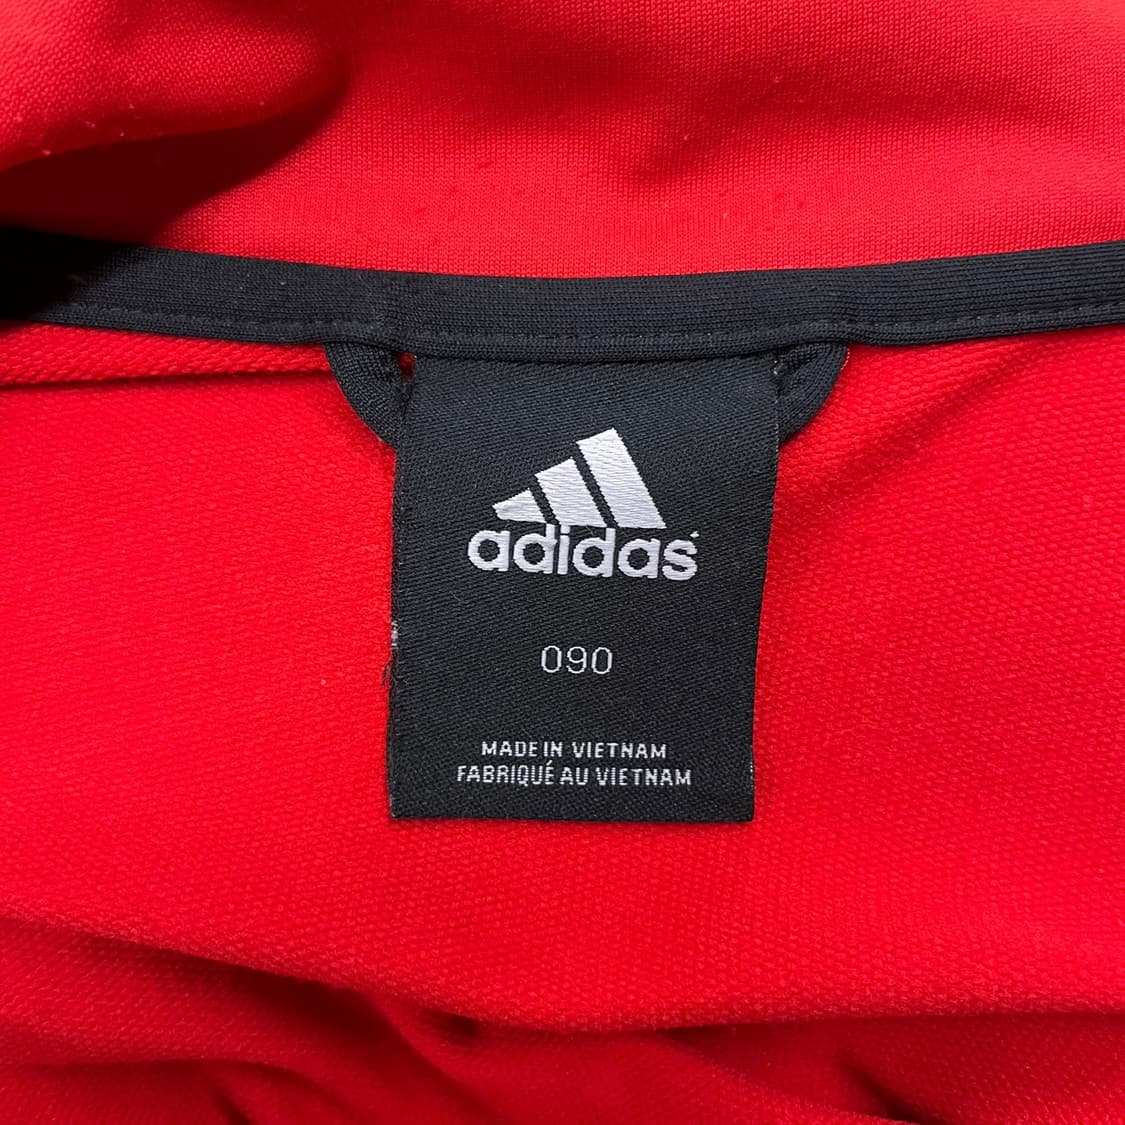 adidas
090
MADE IN VIETNAM
FABRIQUÉ AU VIETNAM